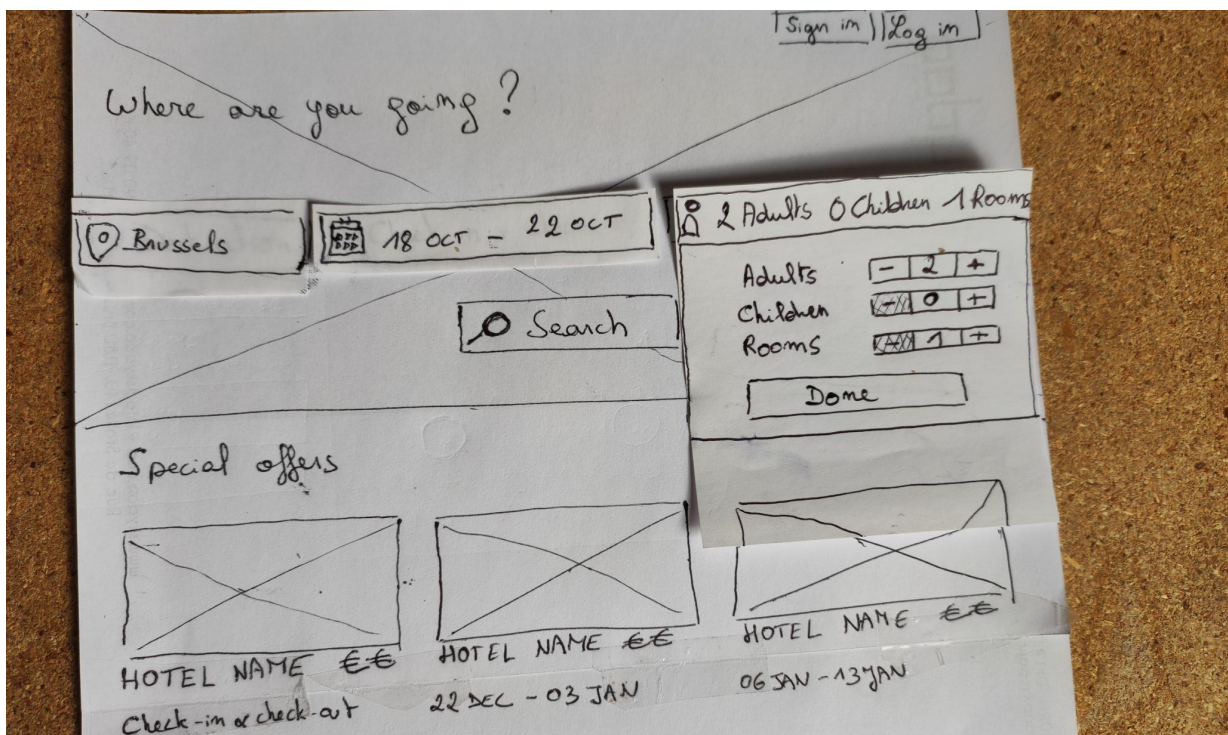 Sign in Log in
Where are you going?
Brussels
18 OCT - 22 OCT
2 Adults 0 Children 1 Rooms
Adults - 2 +
Children - 0 +
Rooms - 1 +
Done
Search
Special offers
HOTEL NAME €€
Check-in & check-out
HOTEL NAME €€
22 DEC - 03 JAN
HOTEL NAME €€
06 JAN - 13 JAN